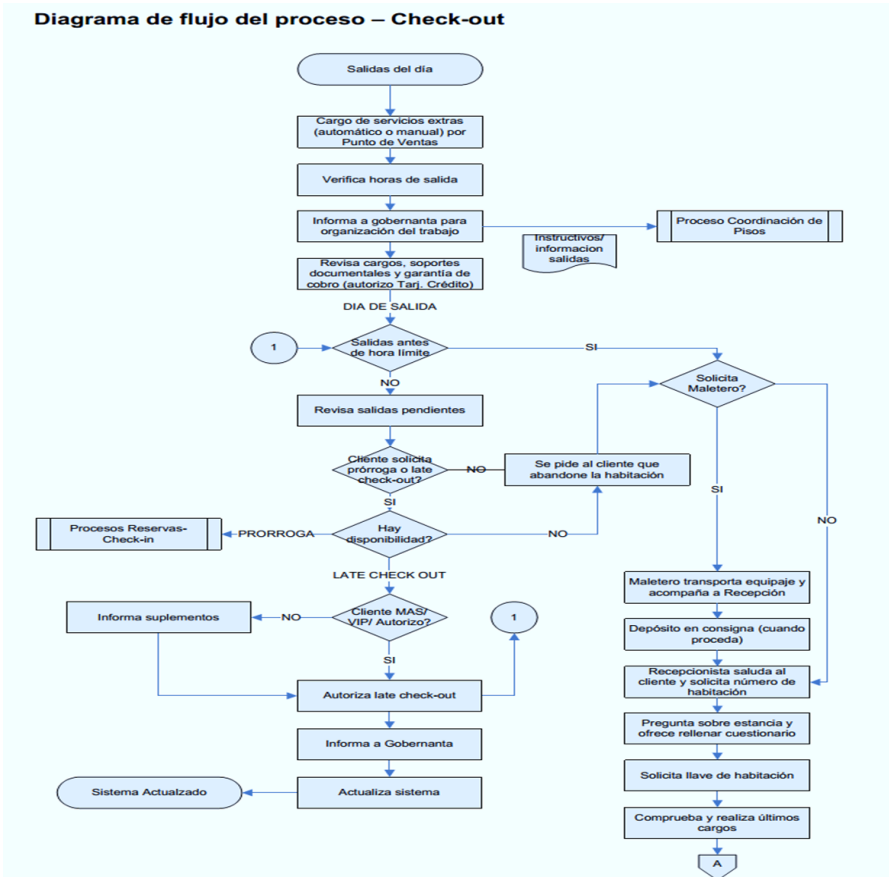 Diagrama de flujo del proceso – Check-out
Salidas del día
Cargo de servicios extras
(automático o manual) por
Punto de Ventas
Verifica horas de salida
Informa a gobernanta para
organización del trabajo
Instructivos/
informacion
salidas
Proceso Coordinación de
Pisos
Revisa cargos, soportes
documentales y garantía de
cobro (autorizo Tarj. Crédito)
DIA DE SALIDA
1
Salidas antes
de hora límite
SI
NO
Solicita
Maletero?
Revisa salidas pendientes
Cliente solicita
prórroga o late
check-out?
NO
Se pide al cliente que
abandone la habitación
SI
SI
NO
Procesos Reservas-
Check-in
PRORROGA
Hay
disponibilidad?
NO
LATE CHECK OUT
Maletero transporta equipaje y
acompaña a Recepción
Informa suplementos
NO
Cliente MAS/
VIP/ Autorizo?
1
Depósito en consigna (cuando
proceda)
SI
Recepcionista saluda al
cliente y solicita número de
habitación
Autoriza late check-out
Pregunta sobre estancia y
ofrece rellenar cuestionario
Informa a Gobernanta
Solicita llave de habitación
Sistema Actualzado
Actualiza sistema
Comprueba y realiza últimos
cargos
A